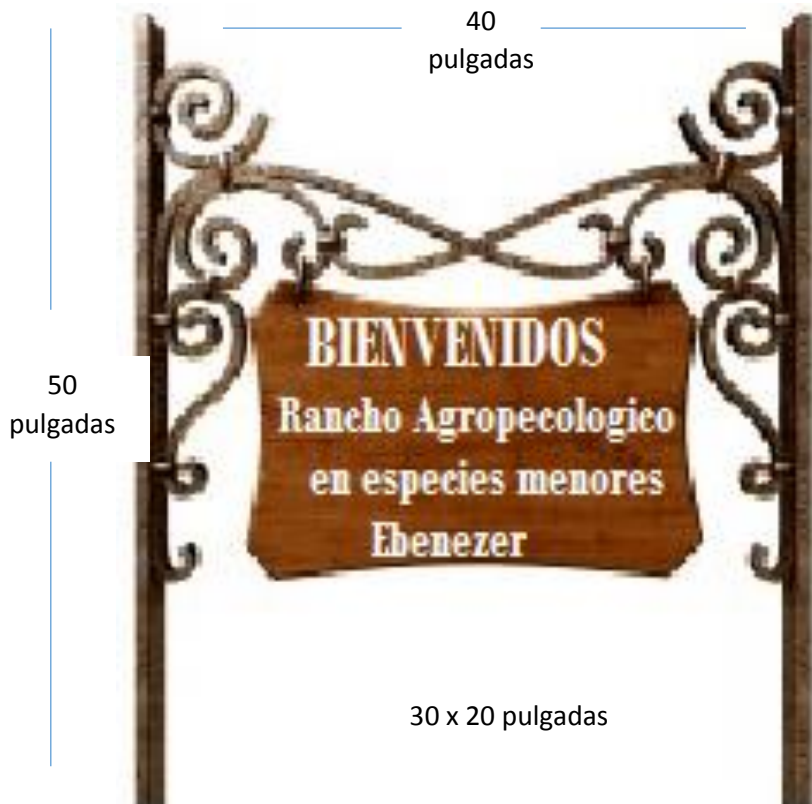 40
pulgadas
BIENVENIDOS
Rancho Agropecologico
50
pulgadas
en especies menores
Ebenezer
30 x 20 pulgadas